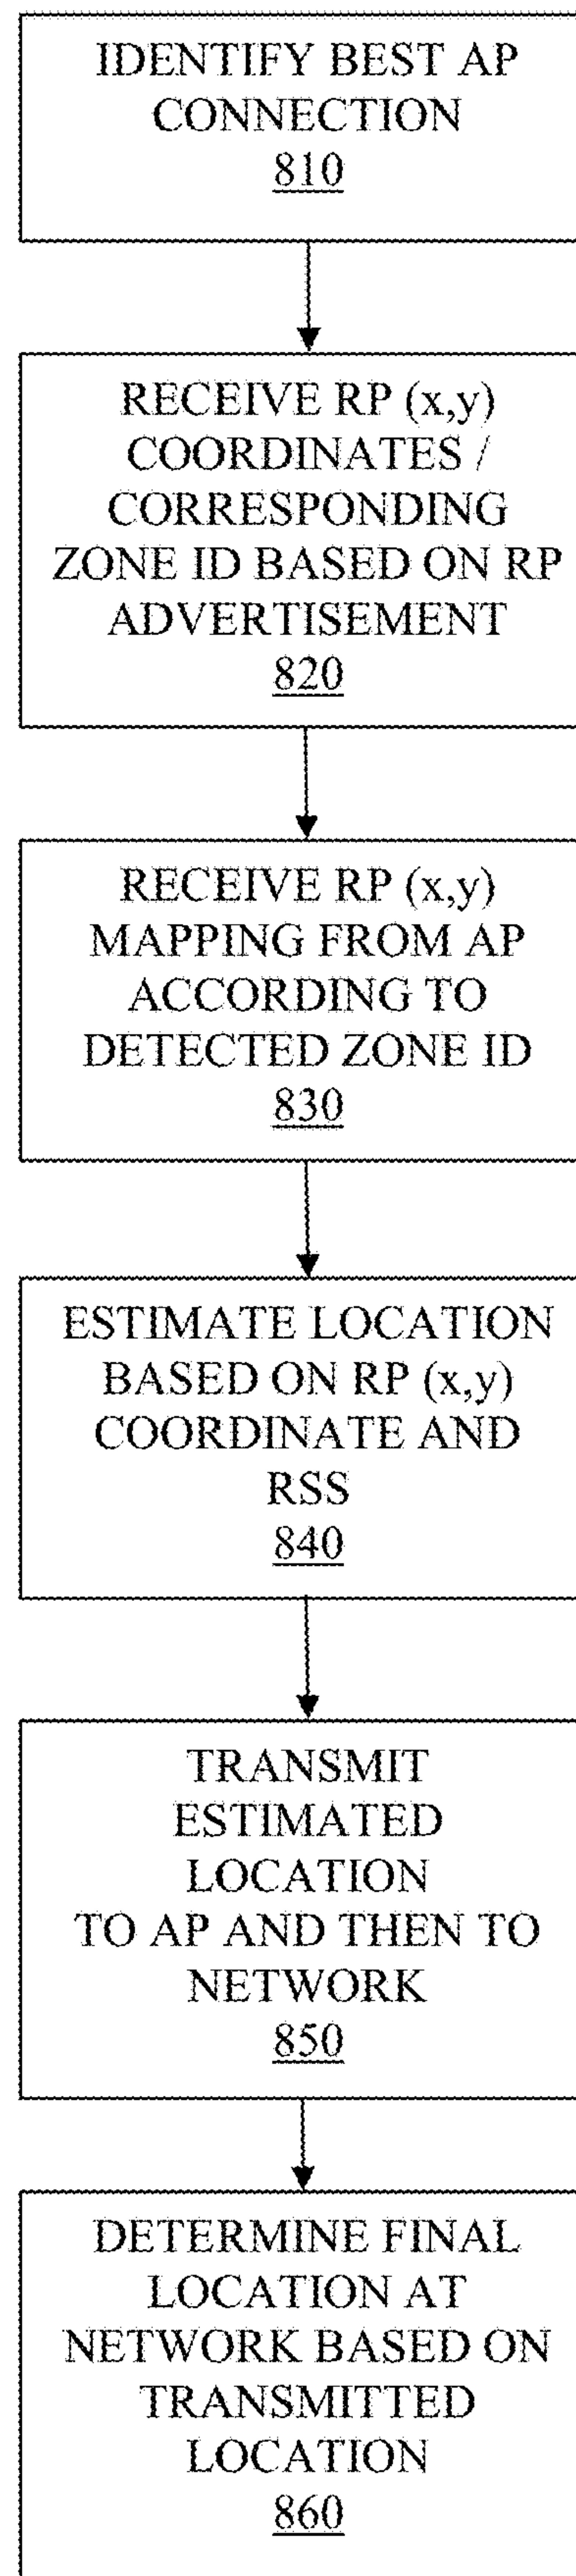 IDENTIFY BEST AP
CONNECTION
810
RECEIVE RP (x,y)
COORDINATES /
CORRESPONDING
ZONE ID BASED ON RP
ADVERTISEMENT
820
RECEIVE RP (x,y)
MAPPING FROM AP
ACCORDING TO
DETECTED ZONE ID
830
ESTIMATE LOCATION
BASED ON RP (x,y)
COORDINATE AND
RSS
840
TRANSMIT
ESTIMATED
LOCATION
TO AP AND THEN TO
NETWORK
850
DETERMINE FINAL
LOCATION AT
NETWORK BASED ON
TRANSMITTED
LOCATION
860